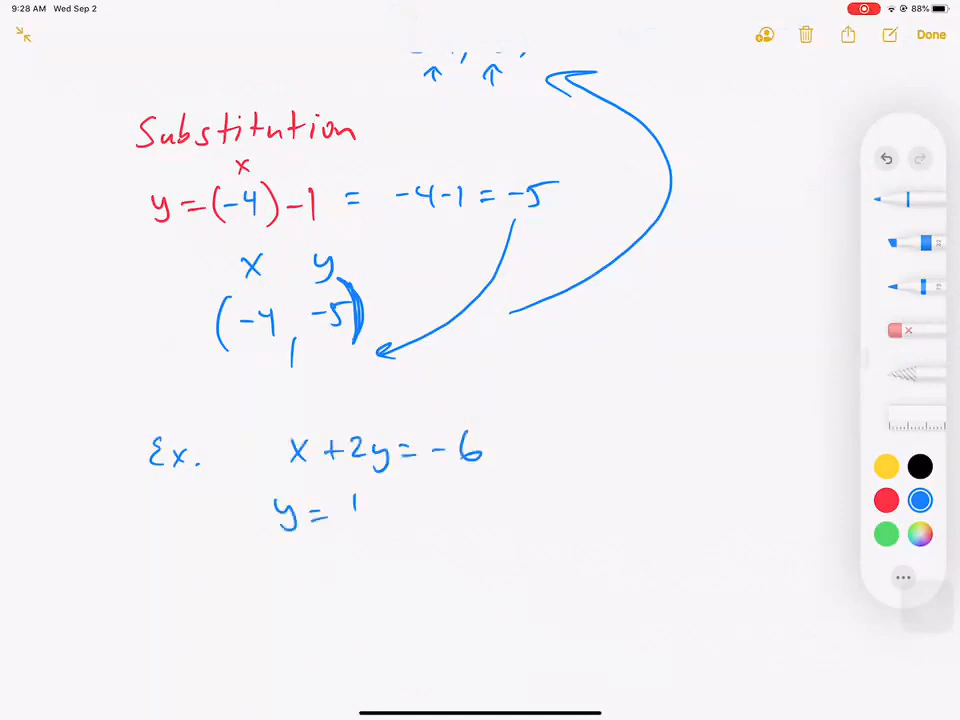 9:28 AM Wed Sep 2
88%
Done
Substitution
x
y = (-4) - 1 = -4 - 1 = -5
x y
(-4, -5)
Ex. x + 2y = -6
y = 1